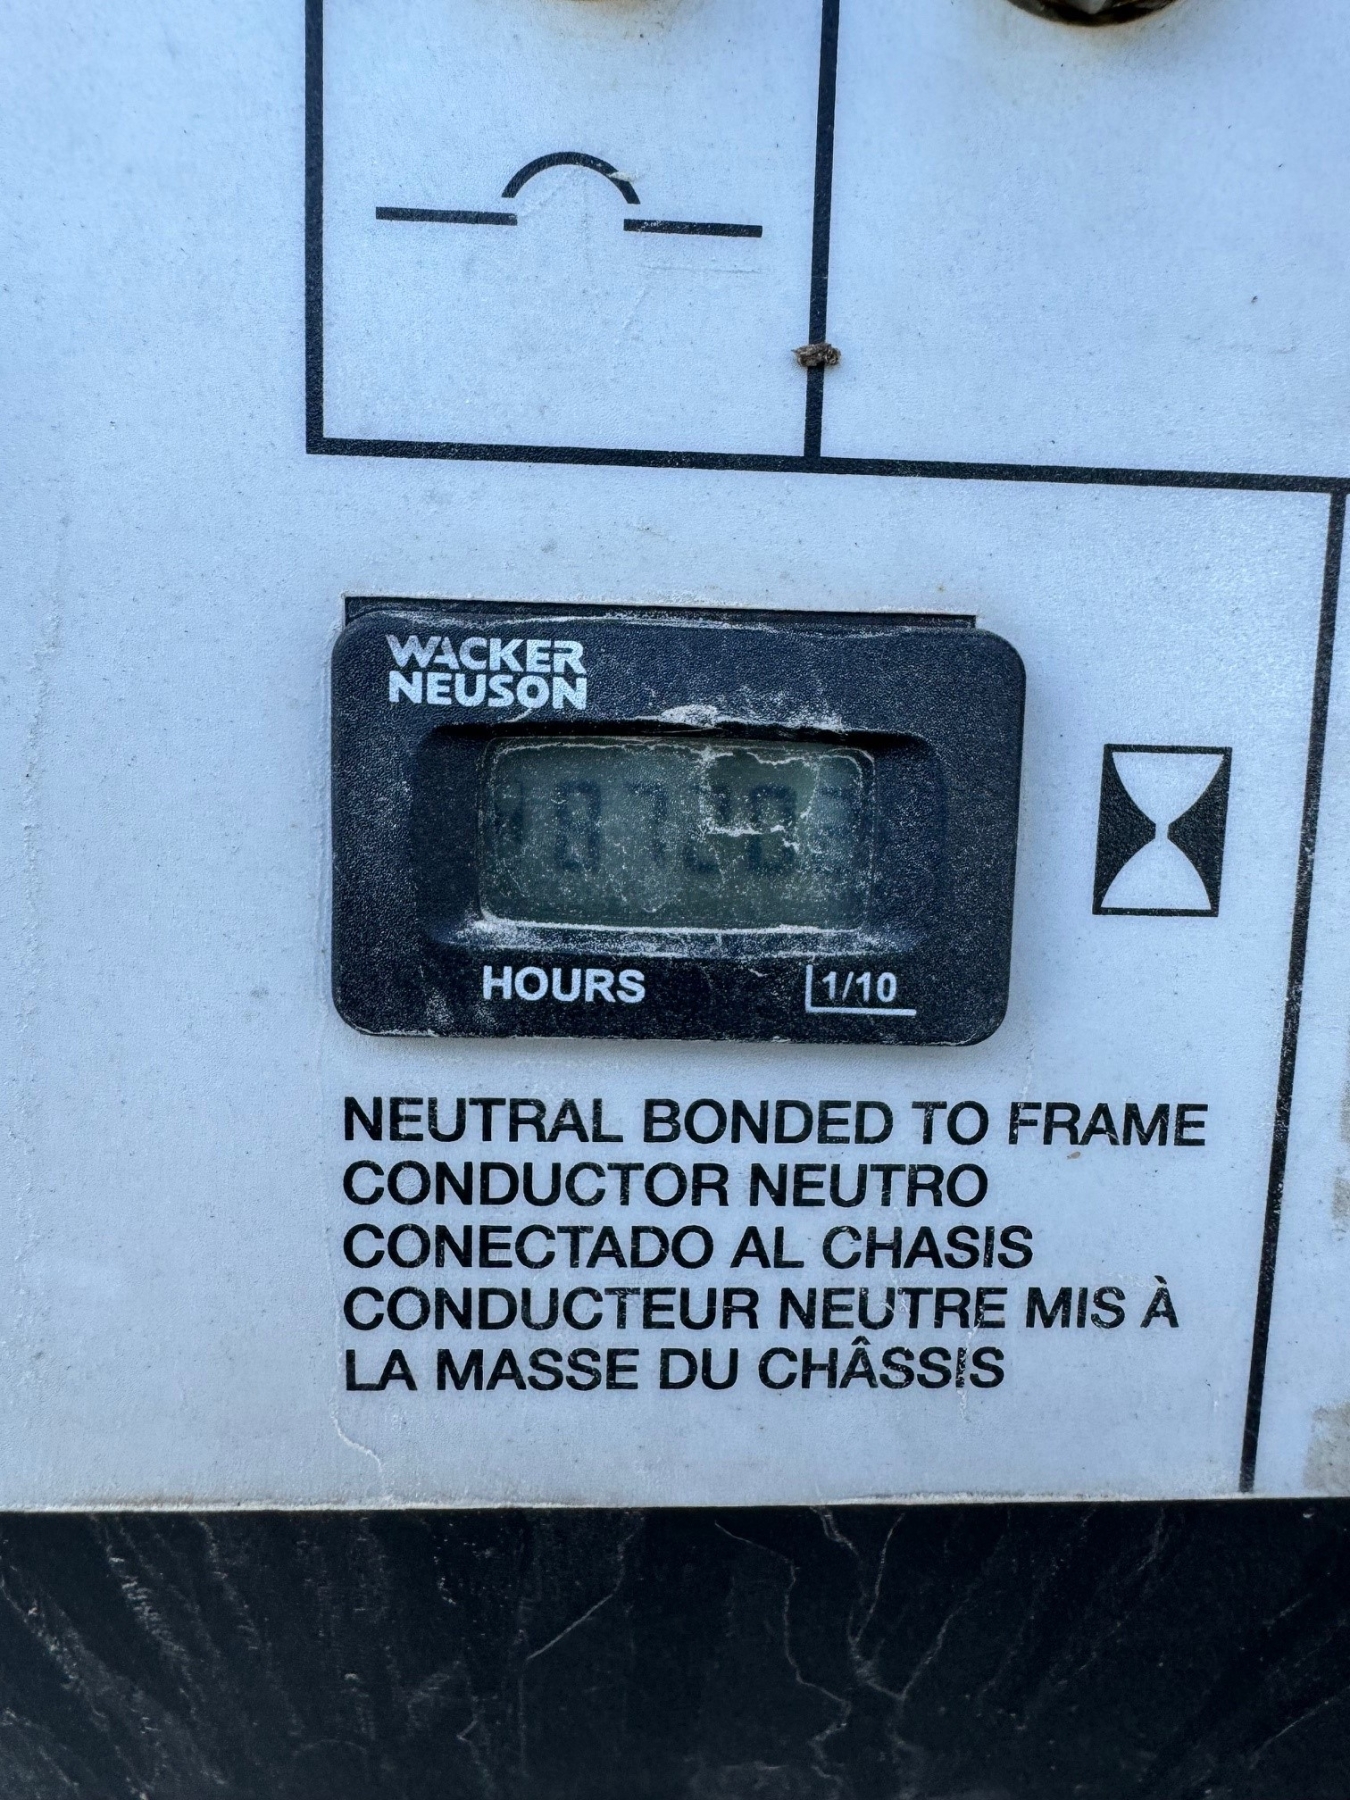 WACKER
NEUSON
HOURS 1/10
NEUTRAL BONDED TO FRAME
CONDUCTOR NEUTRO
CONECTADO AL CHASIS
CONDUCTEUR NEUTRE MIS À
LA MASSE DU CHÂSSIS